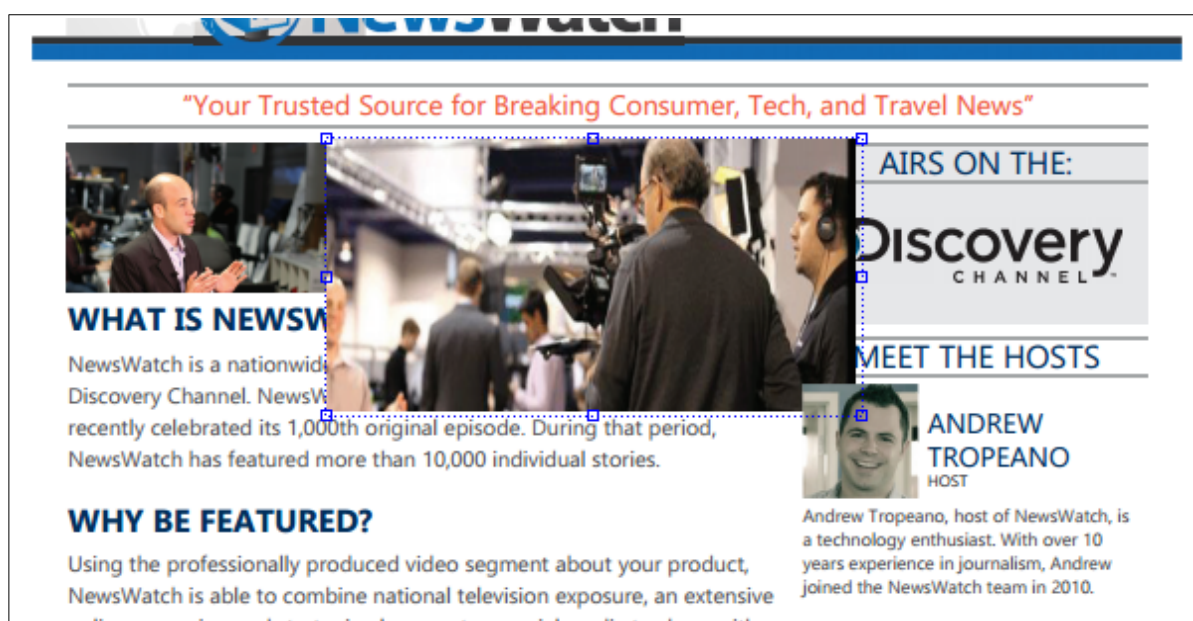 NewsWatch
"Your Trusted Source for Breaking Consumer, Tech, and Travel News"
WHAT IS NEWSW
NewsWatch is a nationwid
Discovery Channel. NewsW
recently celebrated its 1,000th original episode. During that period,
NewsWatch has featured more than 10,000 individual stories.
WHY BE FEATURED?
Using the professionally produced video segment about your product,
NewsWatch is able to combine national television exposure, an extensive
AIRS ON THE:
Discovery
CHANNEL
MEET THE HOSTS
ANDREW
TROPEANO
HOST
Andrew Tropeano, host of NewsWatch, is
a technology enthusiast. With over 10
years experience in journalism, Andrew
joined the NewsWatch team in 2010.